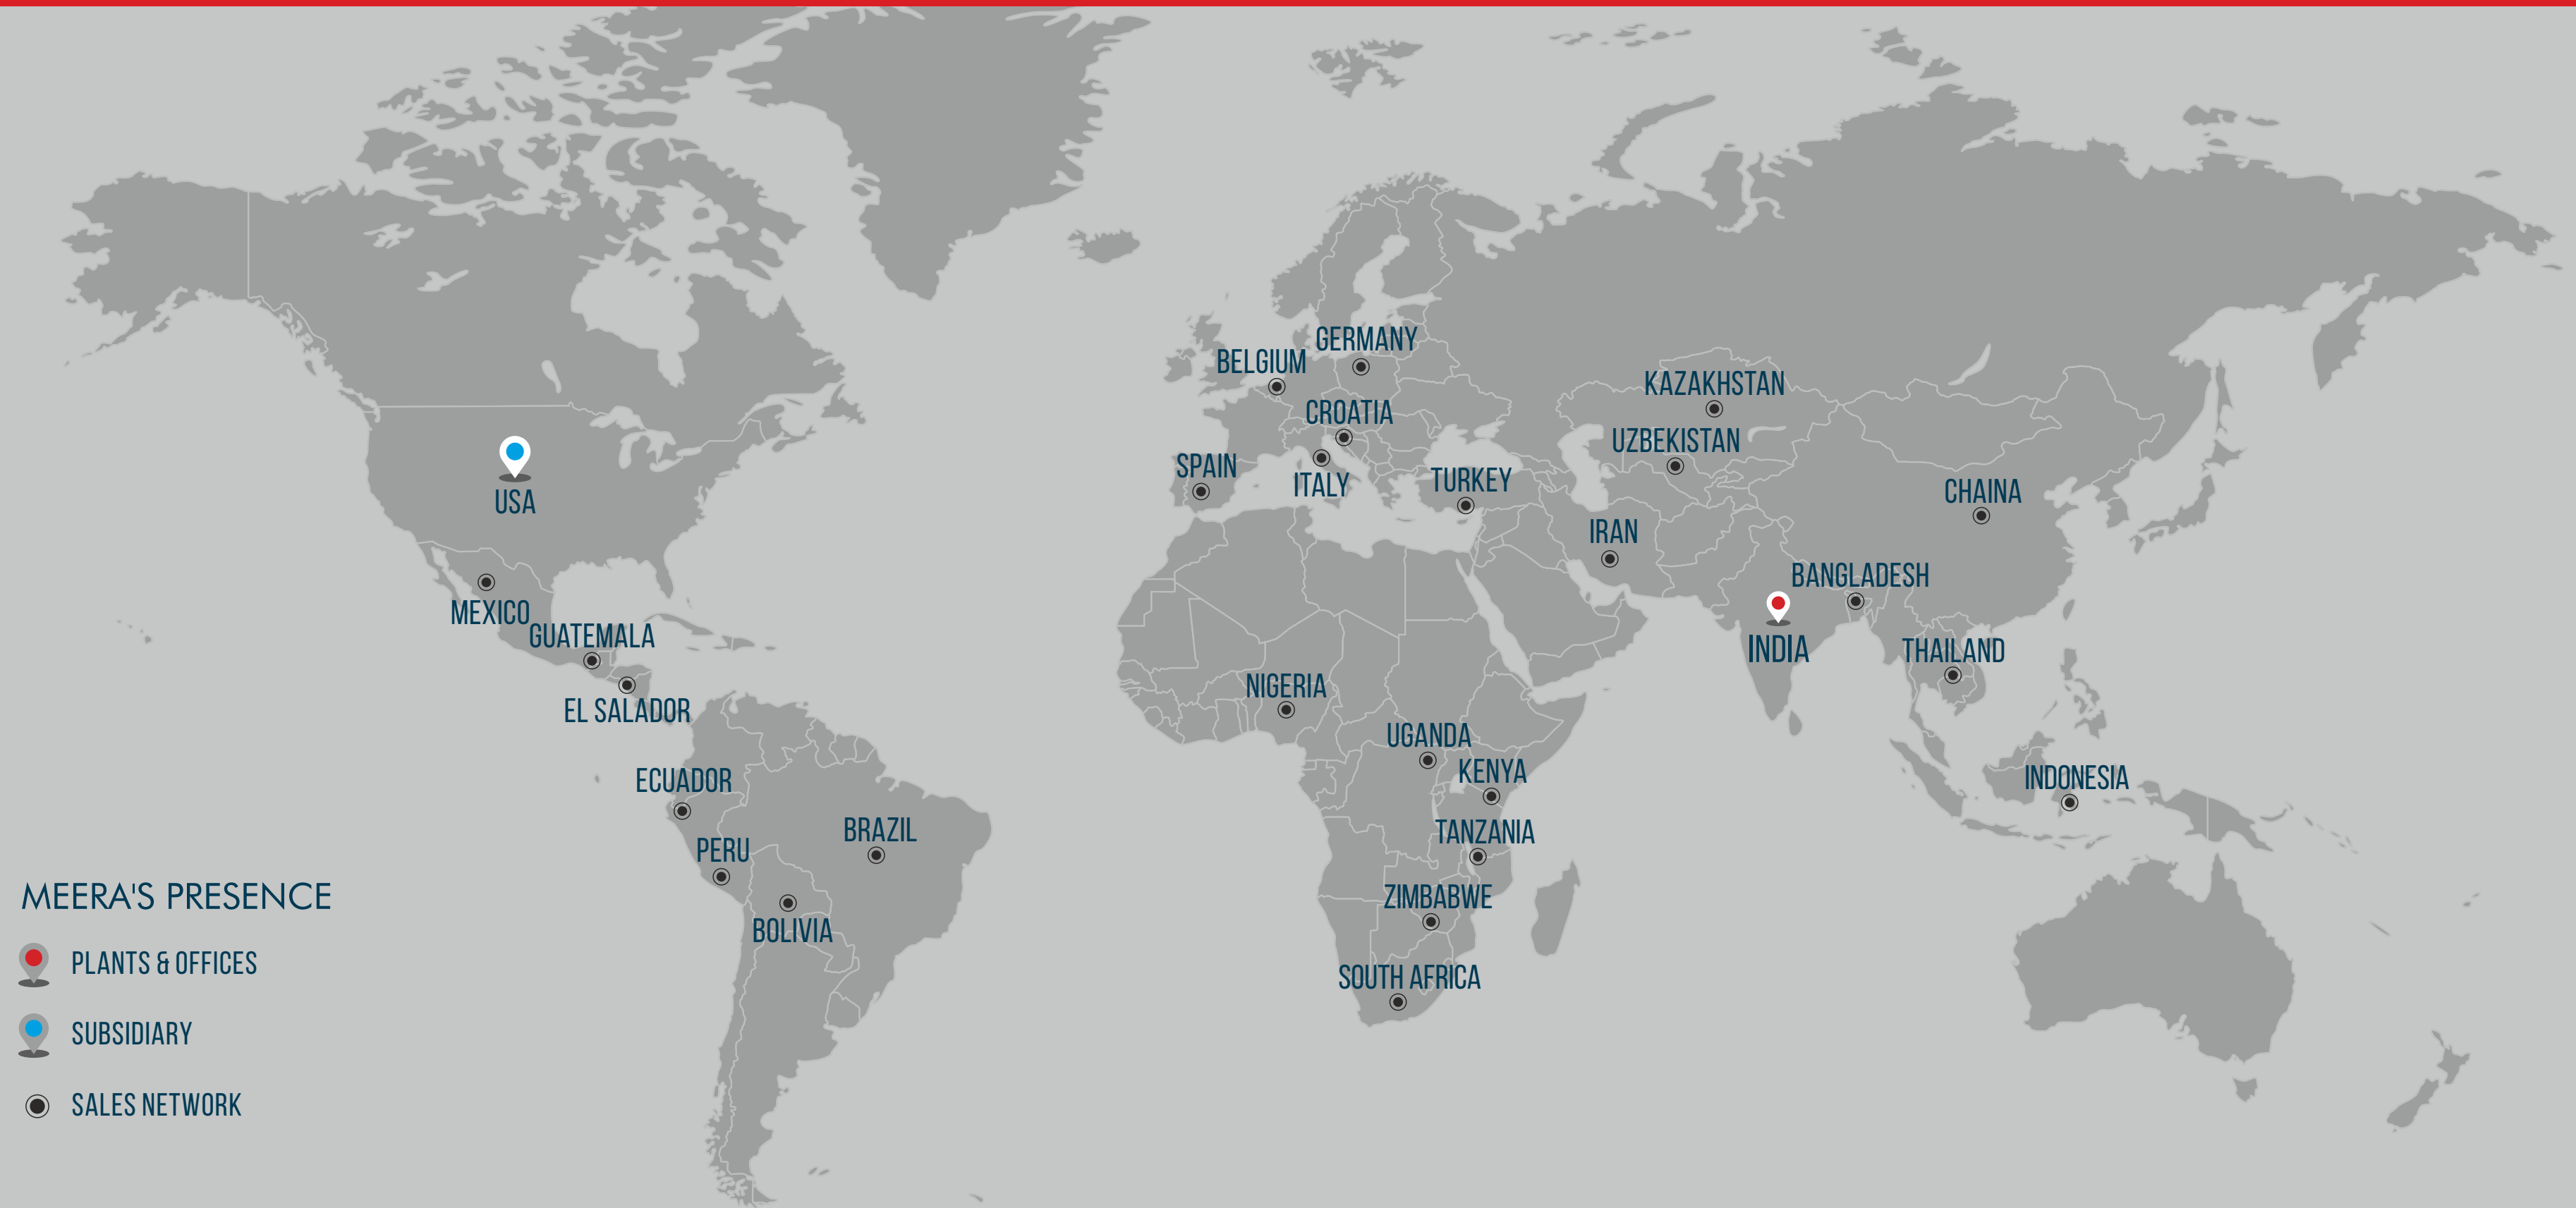 GERMANY
BELGIUM
KAZAKHSTAN
CROATIA
UZBEKISTAN
SPAIN
ITALY
TURKEY
CHAINA
USA
IRAN
BANGLADESH
MEXICO
GUATEMALA
INDIA
THAILAND
NIGERIA
EL SALADOR
UGANDA
KENYA
INDONESIA
ECUADOR
BRAZIL
TANZANIA
PERU
ZIMBABWE
BOLIVIA
SOUTH AFRICA
MEERA'S PRESENCE
PLANTS & OFFICES
SUBSIDIARY
SALES NETWORK